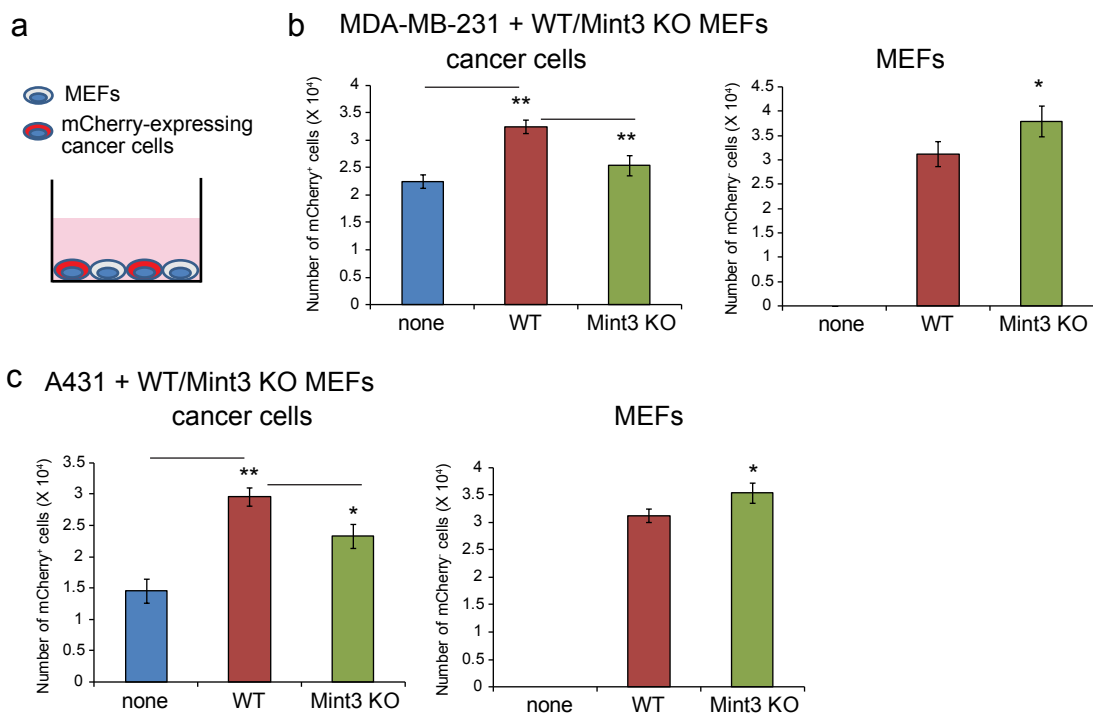 a
MEFs
mCherry-expressing
cancer cells
b
MDA-MB-231 + WT/Mint3 KO MEFs
cancer cells
Number of mCherry⁺ cells (X 10⁴)
4
3.5
3
2.5
2
1.5
1
0.5
0
**
**
none
WT
Mint3 KO
MEFs
Number of mCherry⁻ cells (X 10⁴)
4.5
4
3.5
3
2.5
2
1.5
1
0.5
0
*
none
WT
Mint3 KO
c
A431 + WT/Mint3 KO MEFs
cancer cells
Number of mCherry⁺ cells (X 10⁴)
3.5
3
2.5
2
1.5
1
0.5
0
**
*
none
WT
Mint3 KO
MEFs
Number of mCherry⁻ cells (X 10⁴)
4
3.5
3
2.5
2
1.5
1
0.5
0
*
none
WT
Mint3 KO